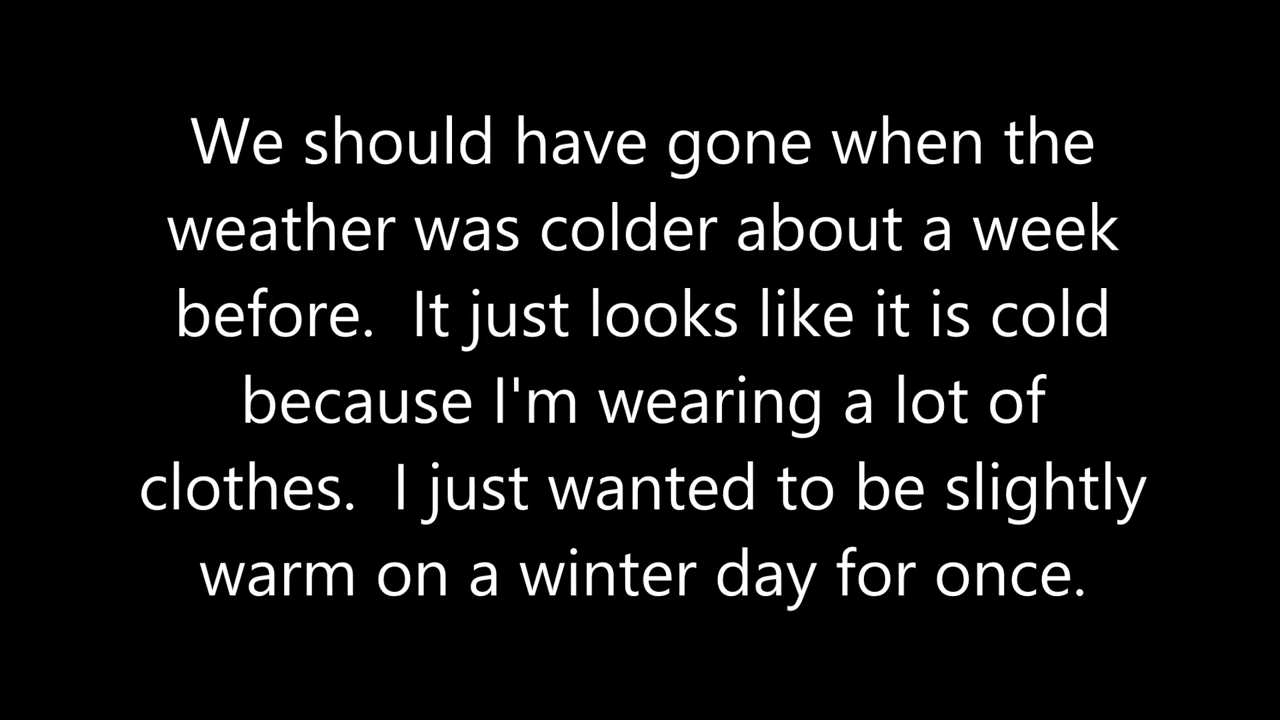 We should have gone when the
weather was colder about a week
before.  It just looks like it is cold
because I'm wearing a lot of
clothes.  I just wanted to be slightly
warm on a winter day for once.